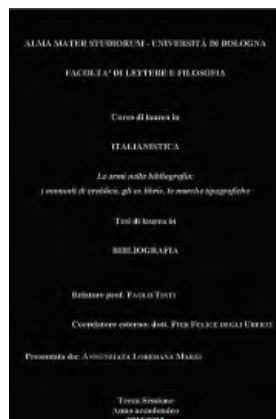 ALMA MATER STUDIORUM - UNIVERSITÀ DI BOLOGNA
FACOLTA' DI LETTERE E FILOSOFIA
Corso di laurea in
ITALIANISTICA
Le armi nella bibliografia:
i manuali di araldica, gli ex libris, le marche tipografiche
Tesi di laurea in
BIBLIOGRAFIA
Relatore prof. PAOLO TINTI
Correlatore esterno: dott. PIER FELICE DEGLI UBERTI
Presentata da: ANNUNZIATA LOREDANA MARZI
Terza Sessione
Anno accademico